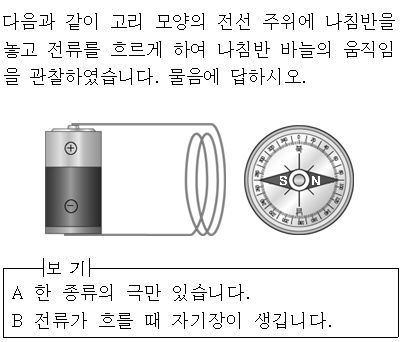 다음과 같이 고리 모양의 전선 주위에 나침반을
놓고 전류를 흐르게 하여 나침반 바늘의 움직임
을 관찰하였습니다. 물음에 답하시오.
+
−
북
S N
보 기
A 한 종류의 극만 있습니다.
B 전류가 흐를 때 자기장이 생깁니다.